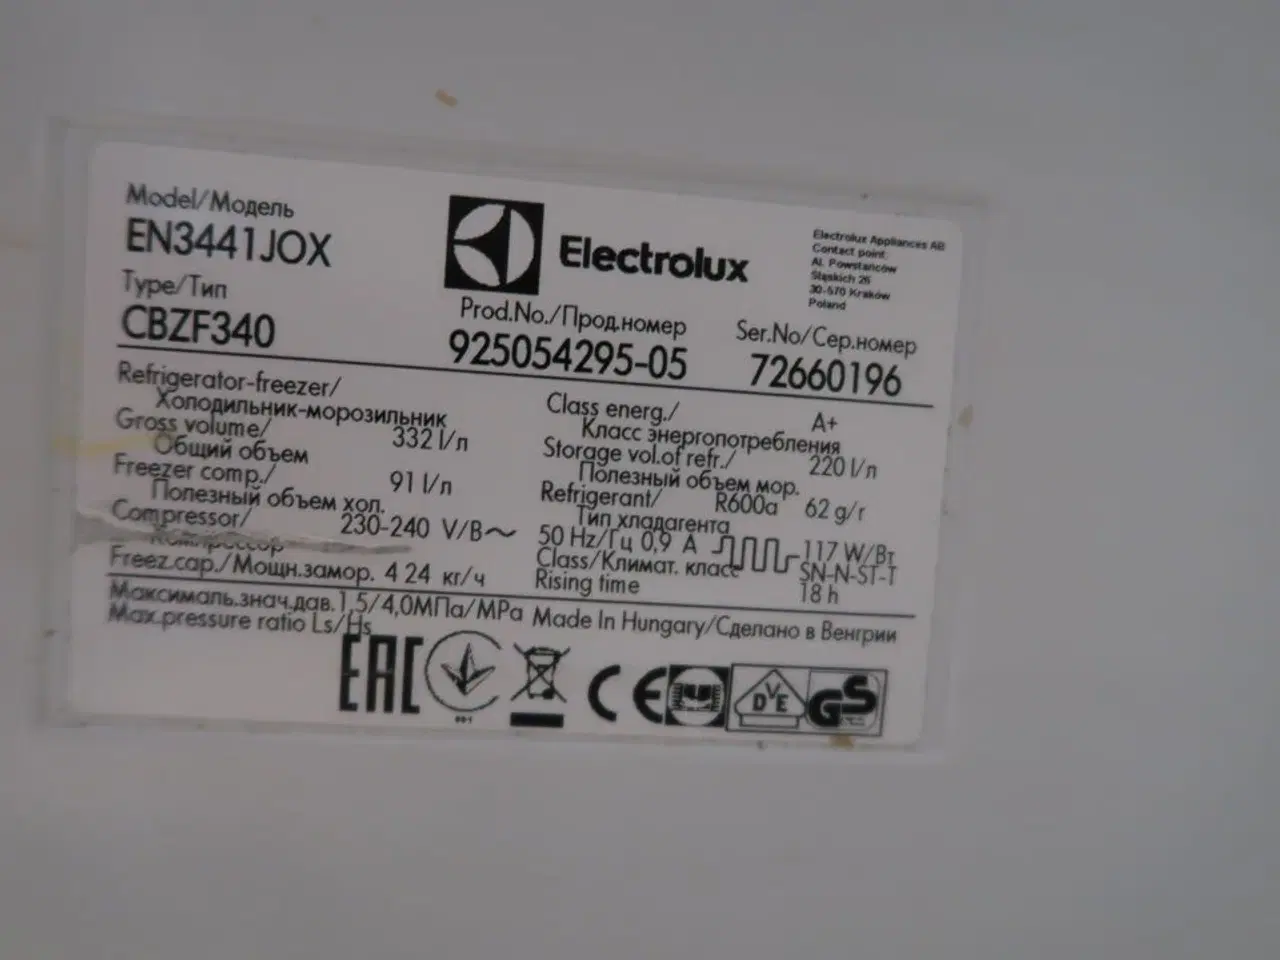 Model/Модель
EN3441JOX
Type/Тип
CBZF340
Electrolux
Electrolux Appliances AB
Contact point:
Al. Powstańców
Śląskich 26
30-570 Kraków
Poland
Prod.No./Прод.номер
925054295-05
Ser.No/Сер.номер
72660196
Refrigerator-freezer/
Холодильник-морозильник
Gross volume/ 332 l/л
Общий объем
Freezer comp./ 91 l/л
Полезный объем хол.
Compressor/ 230-240 V/В~
Компрессор
Freez.cap./Мощн.замор. 4 24 кг/ч
Class energ./ A+
Класс энергопотребления
Storage vol.of refr./ 220 l/л
Полезный объем мор.
Refrigerant/ R600a 62 g/г
Тип хладагента
50 Hz/Гц 0,9 A 117 W/Вт
Class/Климат. класс SN-N-ST-T
Rising time 18 h
Максималь.знач.дав. 1,5/4,0МПа/MPa Made In Hungary/Сделано в Венгрии
Max.pressure ratio Ls/Hs
EAC
001
CE
DVE
GS